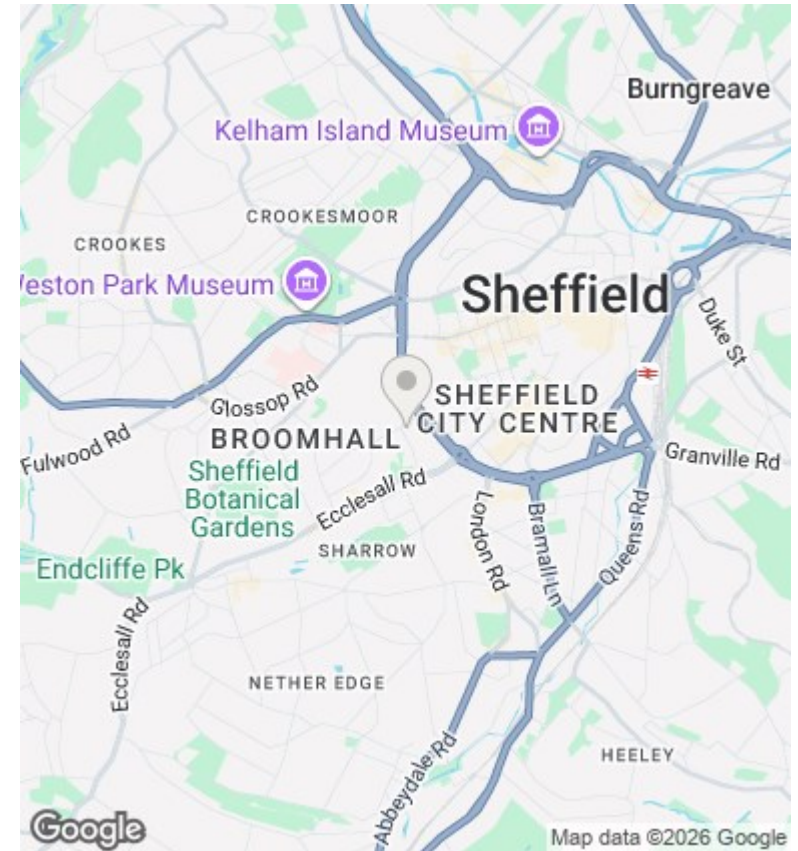 Burngreave
Kelham Island Museum
CROOKESMOOR
CROOKES
Weston Park Museum
Sheffield
Duke St
Glossop Rd
SHEFFIELD
CITY CENTRE
Fulwood Rd
BROOMHALL
Granville Rd
Sheffield
Botanical
Gardens
Ecclesall Rd
London Rd
Bramall Ln
Queens Rd
SHARROW
Endcliffe Pk
Ecclesall Rd
NETHER EDGE
Abbeydale Rd
HEELEY
Google
Map data ©2026 Google